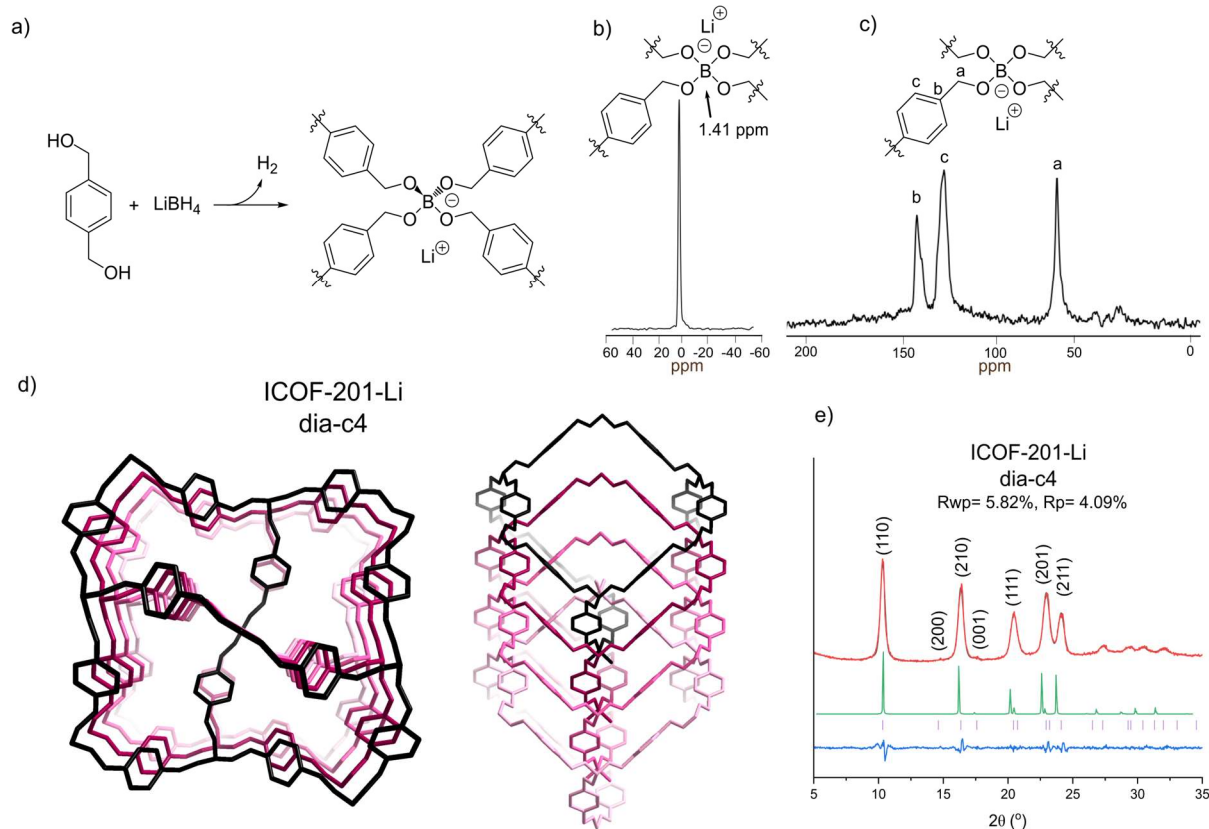 a)
HO
OH
+ LiBH4
H2
O O
B ⊖
O O
Li⊕
b)
Li⊕
O ⊖ O
B
O O
1.41 ppm
60 40 20 0 -20 -40 -60
ppm
c)
c b a
O O
B
O ⊖ O
Li⊕
b c a
200 150 100 50 0
ppm
d)
ICOF-201-Li
dia-c4
e)
ICOF-201-Li
dia-c4
Rwp= 5.82%, Rp= 4.09%
(110)
(200)
(210)
(001)
(111)
(201)
(211)
5 10 15 20 25 30 35
2θ (°)